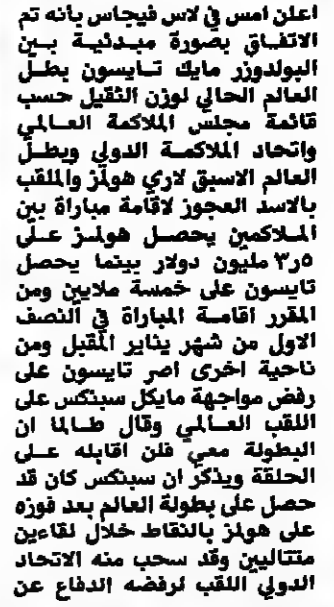 اعلن امس في لاس فيجاس بأنه تم
الاتفاق بصورة مبدئية بين
البولدوزر مايك تايسون بطل
العالم الحالي لوزن الثقيل حسب
قائمة مجلس الملاكمة العالمي
واتحاد الملاكمة الدولي وبطل
العالم الاسبق لاري هولمز والملقب
بالاسد العجوز لاقامة مباراة بين
الملاكمين يحصل هولمز على
٣٫٥ مليون دولار بينما يحصل
تايسون على خمسة ملايين ومن
المقرر اقامة المباراة في النصف
الاول من شهر يناير المقبل ومن
ناحية اخرى اصر تايسون على
رفض مواجهة مايكل سبنكس على
اللقب العالمي وقال طالما ان
البطولة معي فلن اقابله على
الحلقة ويذكر ان سبنكس كان قد
حصل على بطولة العالم بعد فوزه
على هولمز بالنقاط خلال لقاءين
متتاليين وقد سحب منه الاتحاد
الدولي اللقب لرفضه الدفاع عن